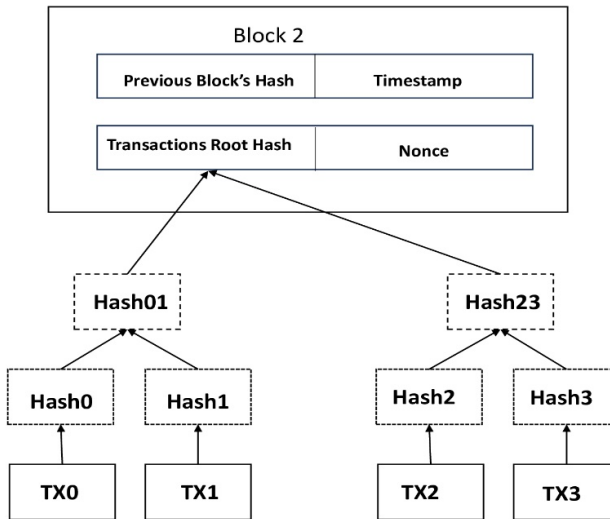 Block 2
Previous Block's Hash Timestamp
Transactions Root Hash Nonce
Hash01 Hash23
Hash0 Hash1 Hash2 Hash3
TX0 TX1 TX2 TX3